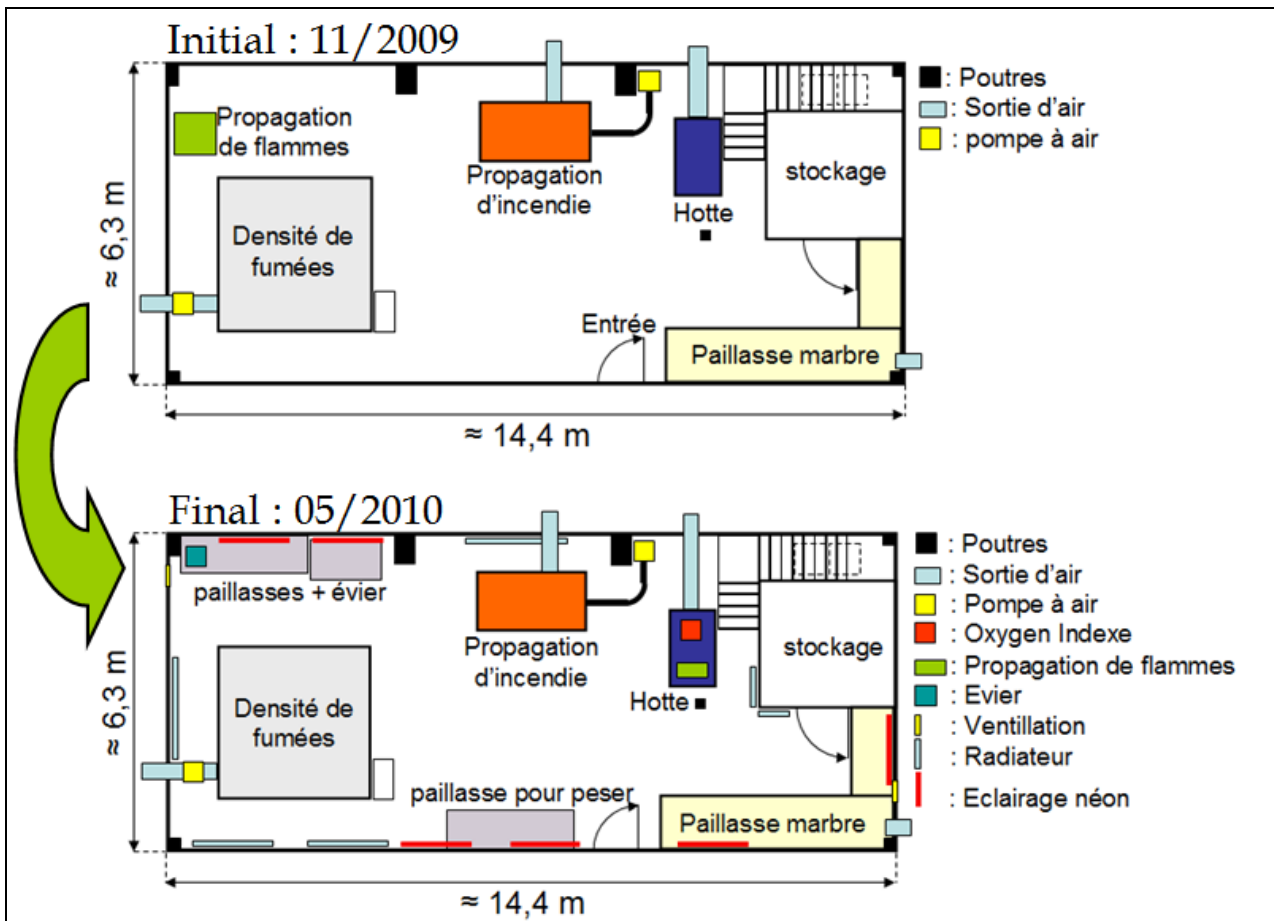 Initial : 11/2009
≈ 6,3 m
Propagation
de flammes
Densité de
fumées
Propagation
d'incendie
Hotte
stockage
Entrée
Paillasse marbre
≈ 14,4 m
: Poutres
: Sortie d'air
: pompe à air
Final : 05/2010
≈ 6,3 m
paillasses + évier
Densité de
fumées
Propagation
d'incendie
Hotte
stockage
paillasse pour peser
Paillasse marbre
≈ 14,4 m
: Poutres
: Sortie d'air
: Pompe à air
: Oxygen Indexe
: Propagation de flammes
: Evier
: Ventillation
: Radiateur
: Eclairage néon